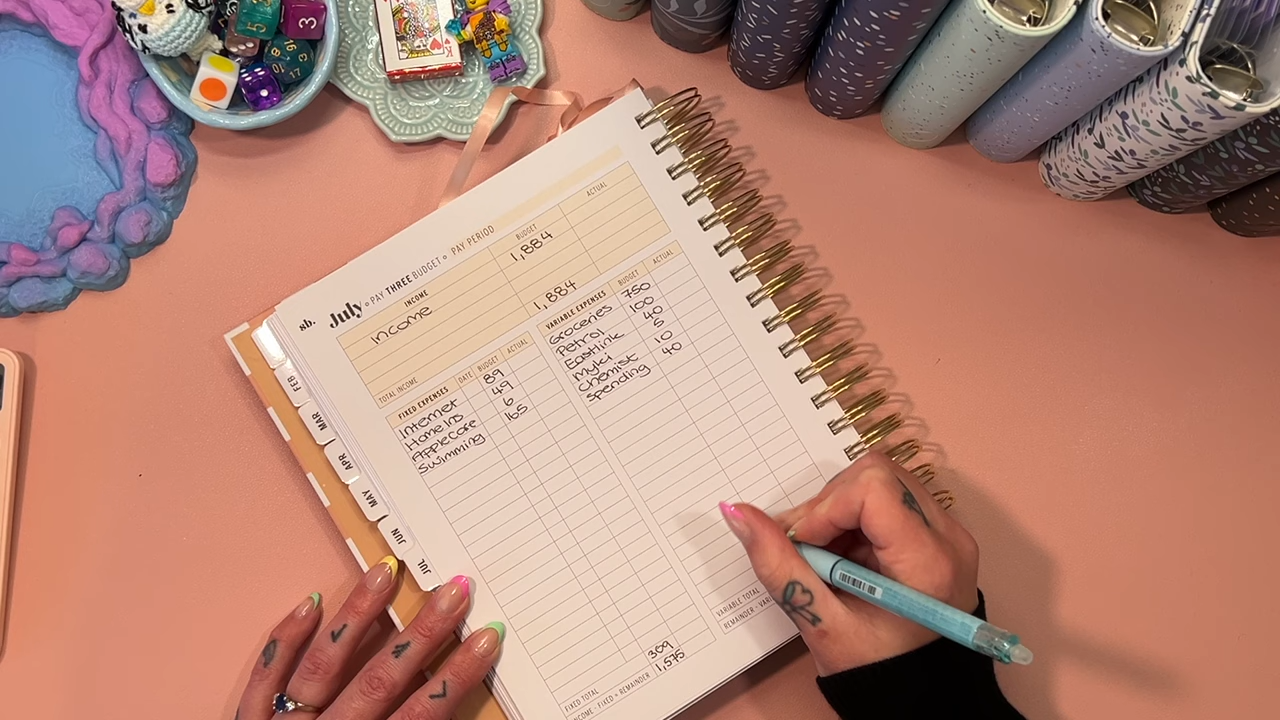 sb. July PAY THREE BUDGET PAY PERIOD
INCOME BUDGET ACTUAL
Income 1,884
TOTAL INCOME 1,884
FIXED EXPENSES DATE BUDGET ACTUAL
Internet 89
Home Ins 49
AppleCare 6
Swimming 165
FIXED TOTAL 309
INCOME - FIXED = REMAINDER 1,575
VARIABLE EXPENSES BUDGET ACTUAL
Groceries 750
Petrol 100
Eastlink 40
Myki 5
Chemist 10
Spending 40
VARIABLE TOTAL
REMAINDER - VARI
FEB
MAR
APR
MAY
JUN
JUL
3
5
K